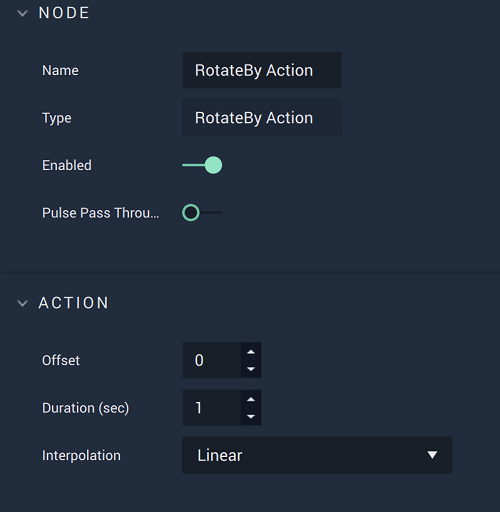 NODE
Name RotateBy Action
Type RotateBy Action
Enabled
Pulse Pass Throu...
ACTION
Offset 0
Duration (sec) 1
Interpolation Linear